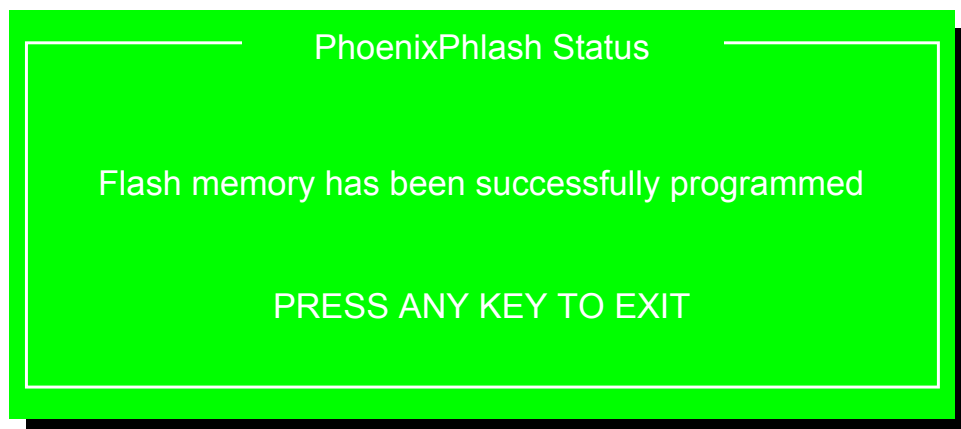 PhoenixPhlash Status
Flash memory has been successfully programmed
PRESS ANY KEY TO EXIT